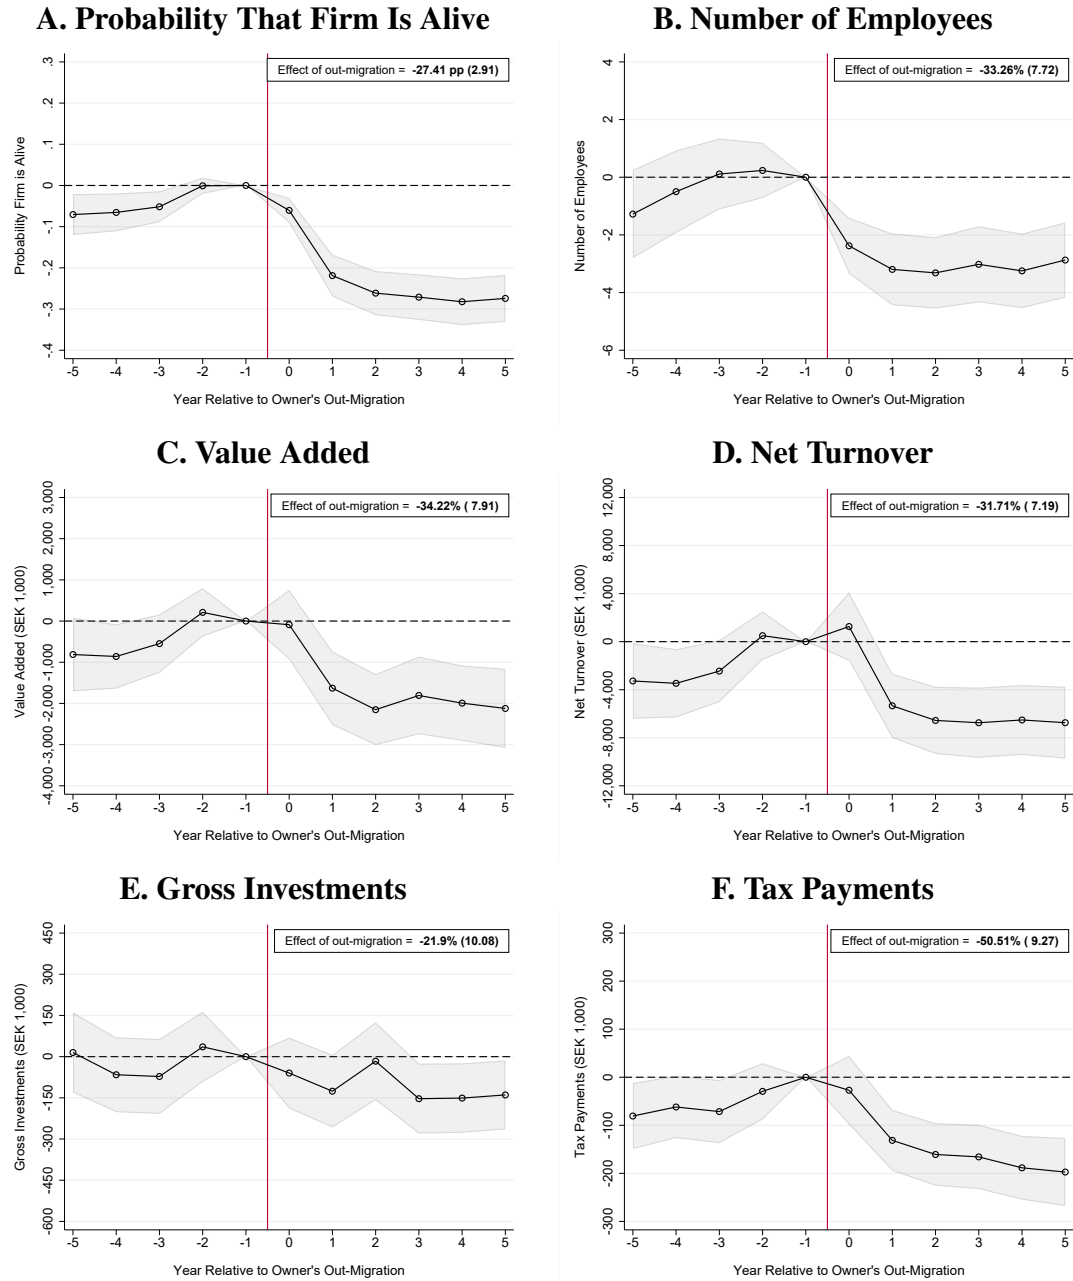 A. Probability That Firm Is Alive
Effect of out-migration = -27.41 pp (2.91)
Probability Firm is Alive
.3
.2
.1
0
-.1
-.2
-.3
-.4
-5 -4 -3 -2 -1 0 1 2 3 4 5
Year Relative to Owner's Out-Migration
B. Number of Employees
Effect of out-migration = -33.26% (7.72)
Number of Employees
4
2
0
-2
-4
-6
-5 -4 -3 -2 -1 0 1 2 3 4 5
Year Relative to Owner's Out-Migration
C. Value Added
Effect of out-migration = -34.22% ( 7.91)
Value Added (SEK 1,000)
3,000
2,000
1,000
0
-1,000
-2,000
-3,000
-4,000
-5 -4 -3 -2 -1 0 1 2 3 4 5
Year Relative to Owner's Out-Migration
D. Net Turnover
Effect of out-migration = -31.71% ( 7.19)
Net Turnover (SEK 1,000)
12,000
8,000
4,000
0
-4,000
-8,000
-12,000
-5 -4 -3 -2 -1 0 1 2 3 4 5
Year Relative to Owner's Out-Migration
E. Gross Investments
Effect of out-migration = -21.9% (10.08)
Gross Investments (SEK 1,000)
450
300
150
0
-150
-300
-450
-600
-5 -4 -3 -2 -1 0 1 2 3 4 5
Year Relative to Owner's Out-Migration
F. Tax Payments
Effect of out-migration = -50.51% ( 9.27)
Tax Payments (SEK 1,000)
300
200
100
0
-100
-200
-300
-5 -4 -3 -2 -1 0 1 2 3 4 5
Year Relative to Owner's Out-Migration